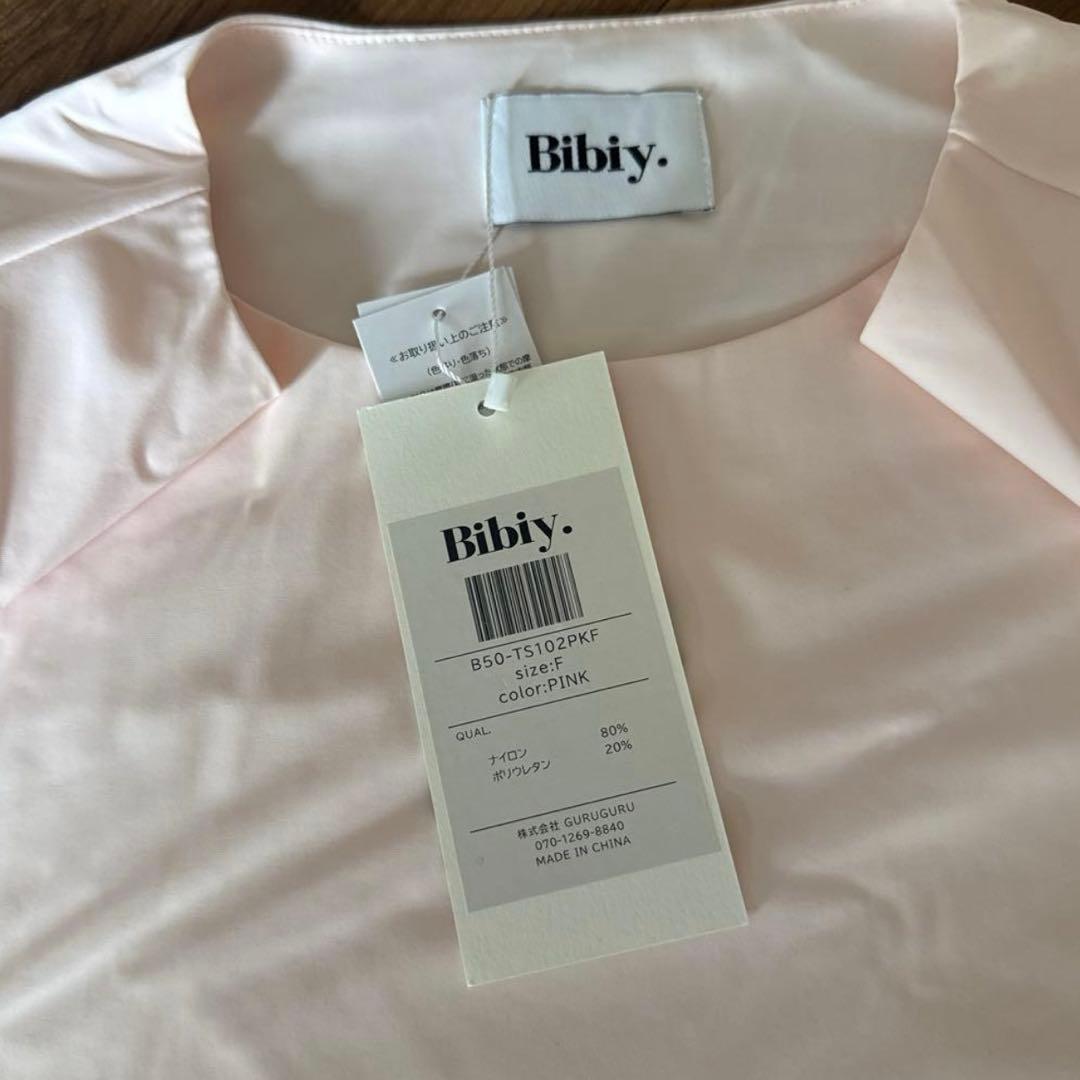 Bibiy.
≪お取り扱い上のご注意≫
Bibiy.
B50-TS102PKF
size:F
color:PINK
QUAL.
ナイロン 80%
ポリウレタン 20%
株式会社 GURUGURU
070-1269-8840
MADE IN CHINA